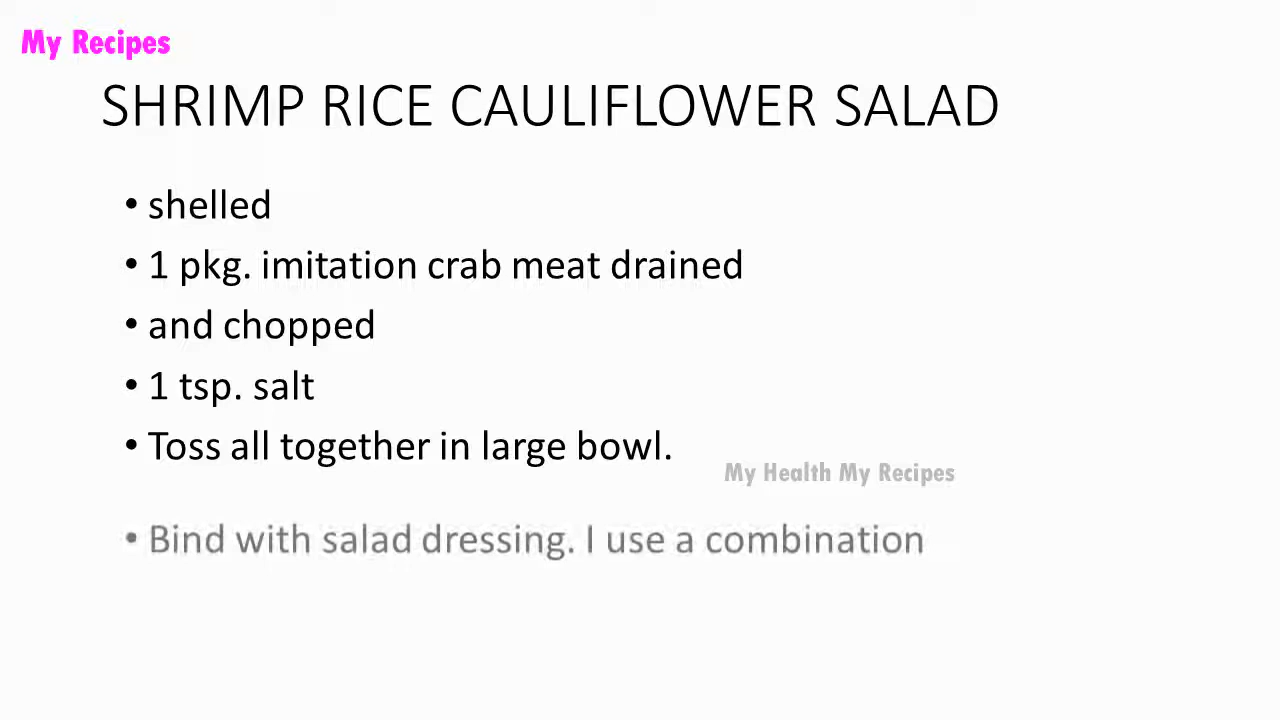 My Recipes
SHRIMP RICE CAULIFLOWER SALAD
• shelled
• 1 pkg. imitation crab meat drained
• and chopped
• 1 tsp. salt
• Toss all together in large bowl.
My Health My Recipes
• Bind with salad dressing. I use a combination